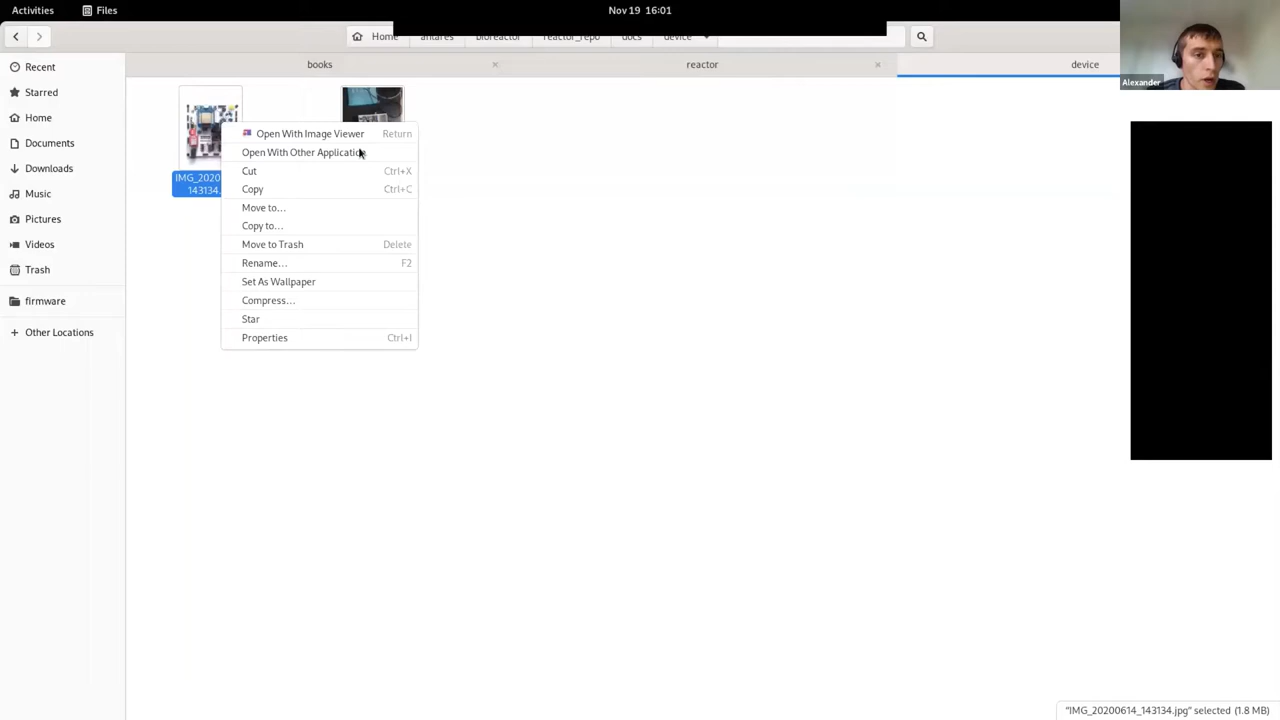 Activities
Files
Nov 19 16:01
Home
antares
bioreactor
reactor_repo
docs
device
Alexander
books
reactor
device
Recent
Starred
Home
Documents
Downloads
Music
Pictures
Videos
Trash
firmware
Other Locations
IMG_2020
143134.
Open With Image Viewer Return
Open With Other Application
Cut Ctrl+X
Copy Ctrl+C
Move to…
Copy to…
Move to Trash Delete
Rename… F2
Set As Wallpaper
Compress…
Star
Properties Ctrl+I
"IMG_20200614_143134.jpg" selected (1.8 MB)